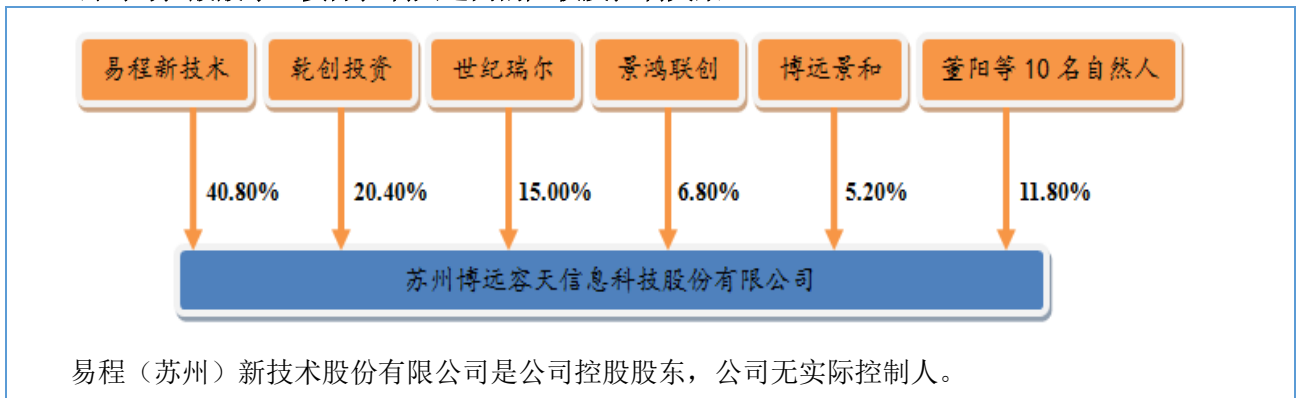 易程新技术 乾创投资 世纪瑞尔 景鸿联创 博远景和 董阳等 10 名自然人
40.80% 20.40% 15.00% 6.80% 5.20% 11.80%
苏州博远容天信息科技股份有限公司
易程（苏州）新技术股份有限公司是公司控股股东，公司无实际控制人。